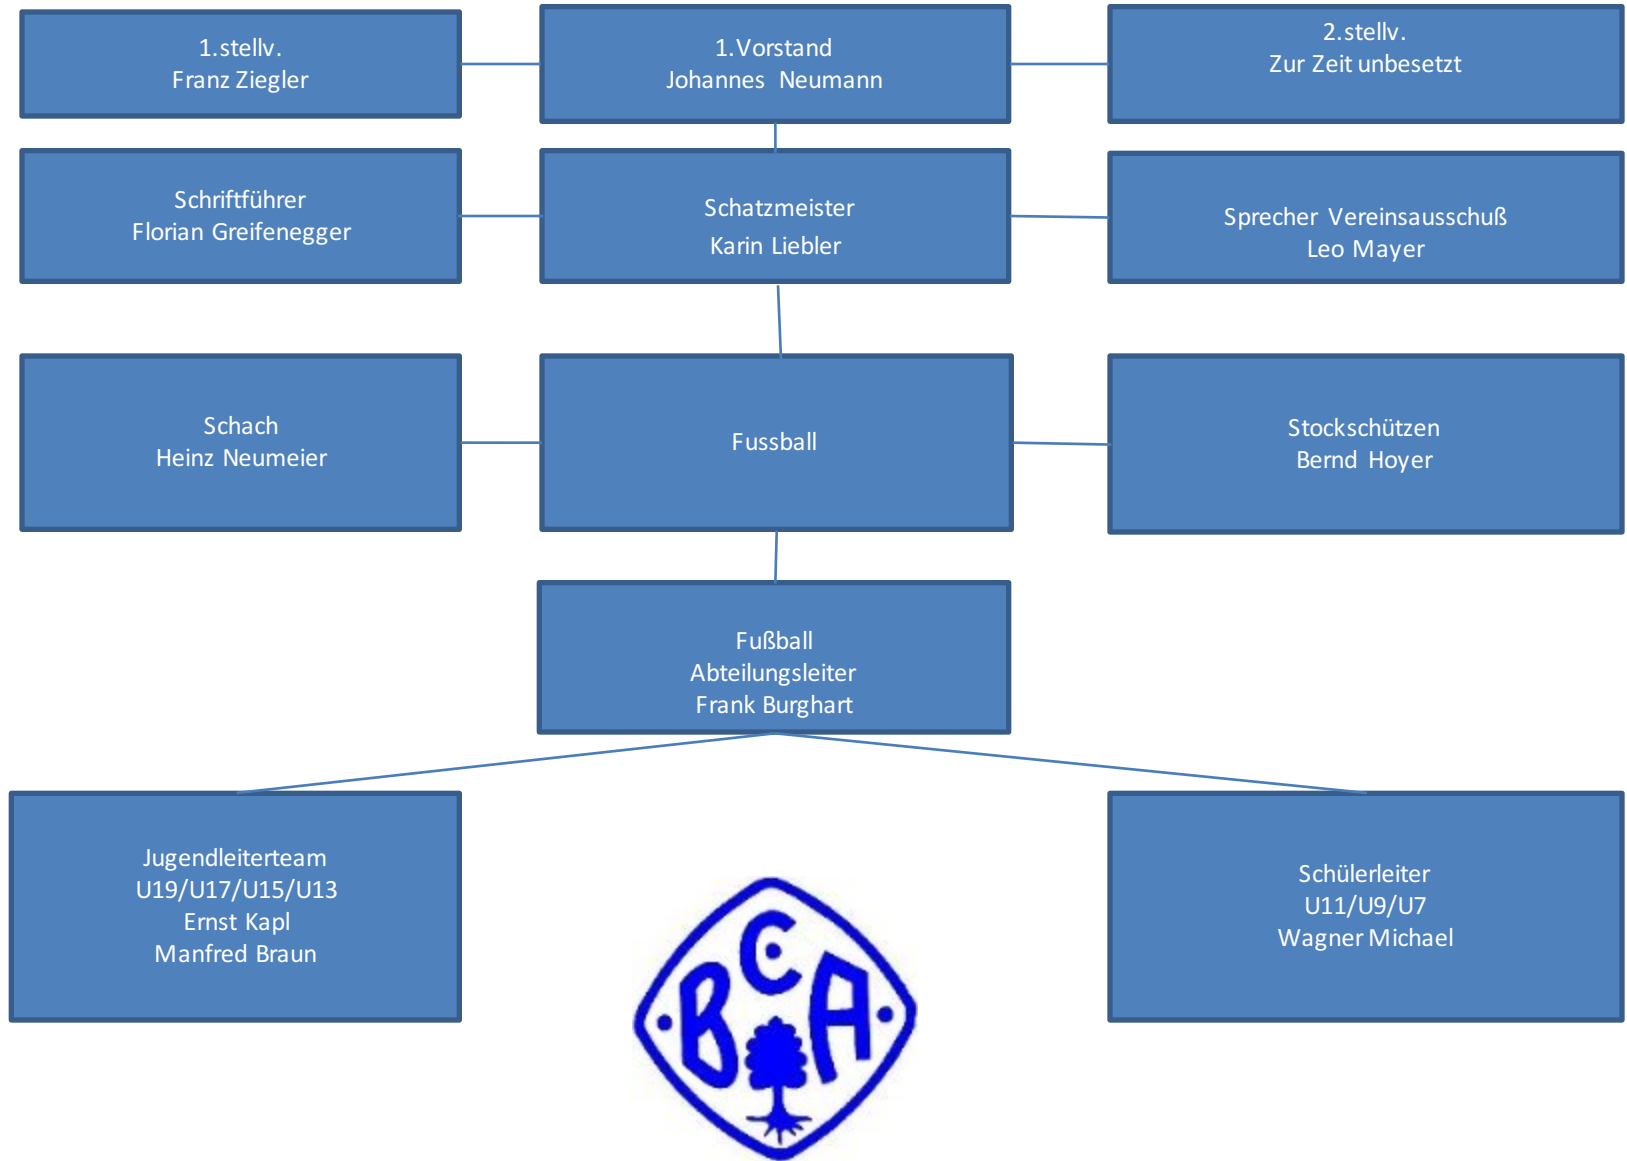 1.stellv.
Franz Ziegler
1.Vorstand
Johannes Neumann
2.stellv.
Zur Zeit unbesetzt
Schriftführer
Florian Greifenegger
Schatzmeister
Karin Liebler
Sprecher Vereinsausschuß
Leo Mayer
Schach
Heinz Neumeier
Fussball
Stockschützen
Bernd Hoyer
Fußball
Abteilungsleiter
Frank Burghart
Jugendleiterteam
U19/U17/U15/U13
Ernst Kapl
Manfred Braun
Schülerleiter
U11/U9/U7
Wagner Michael
BCA